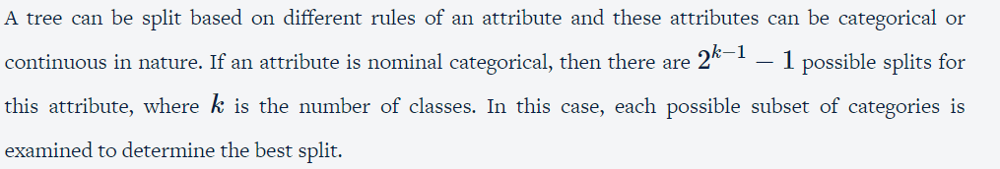 A tree can be split based on different rules of an attribute and these attributes can be categorical or
continuous in nature. If an attribute is nominal categorical, then there are 2^{k−1} − 1 possible splits for
this attribute, where k is the number of classes. In this case, each possible subset of categories is
examined to determine the best split.